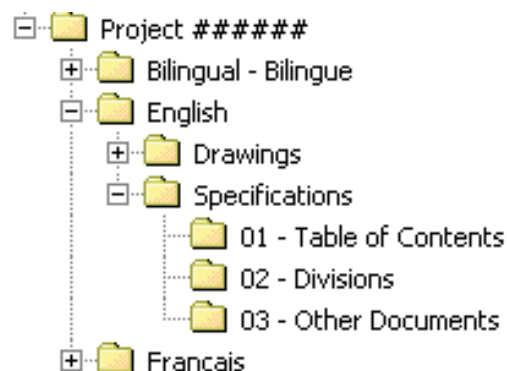 Project ######
Bilingual - Bilingue
English
Drawings
Specifications
01 - Table of Contents
02 - Divisions
03 - Other Documents
Francais